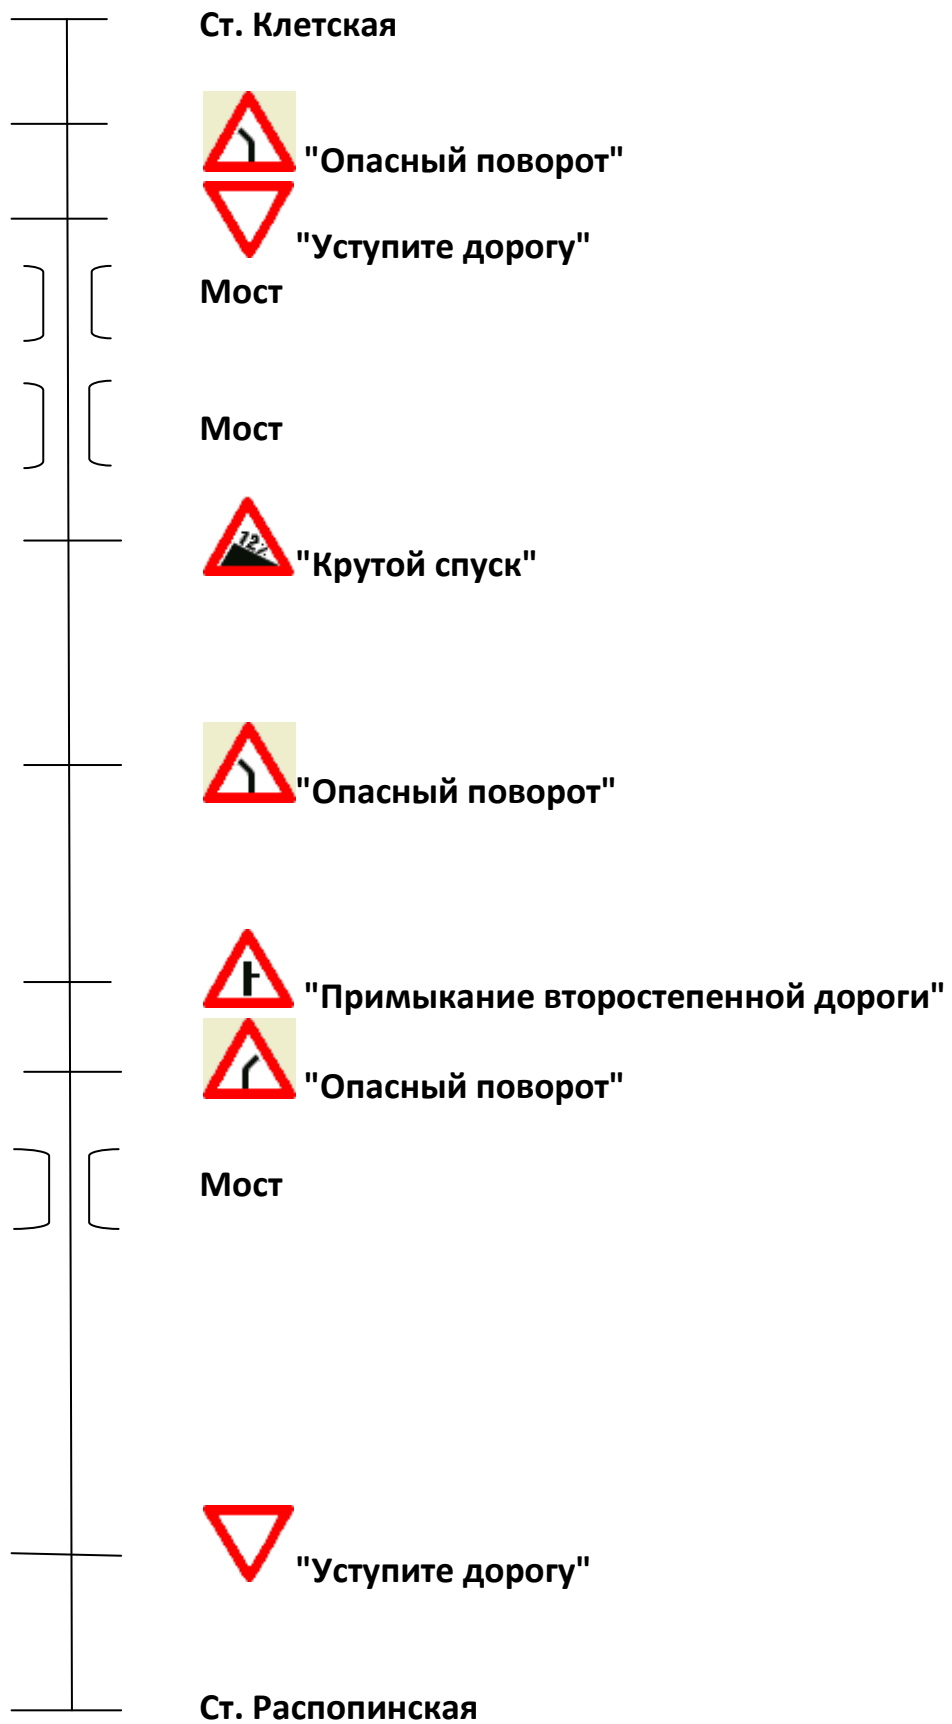 Ст. Клетская
"Опасный поворот"
"Уступите дорогу"
Мост
Мост
12%
"Крутой спуск"
"Опасный поворот"
"Примыкание второстепенной дороги"
"Опасный поворот"
Мост
"Уступите дорогу"
Ст. Распопинская